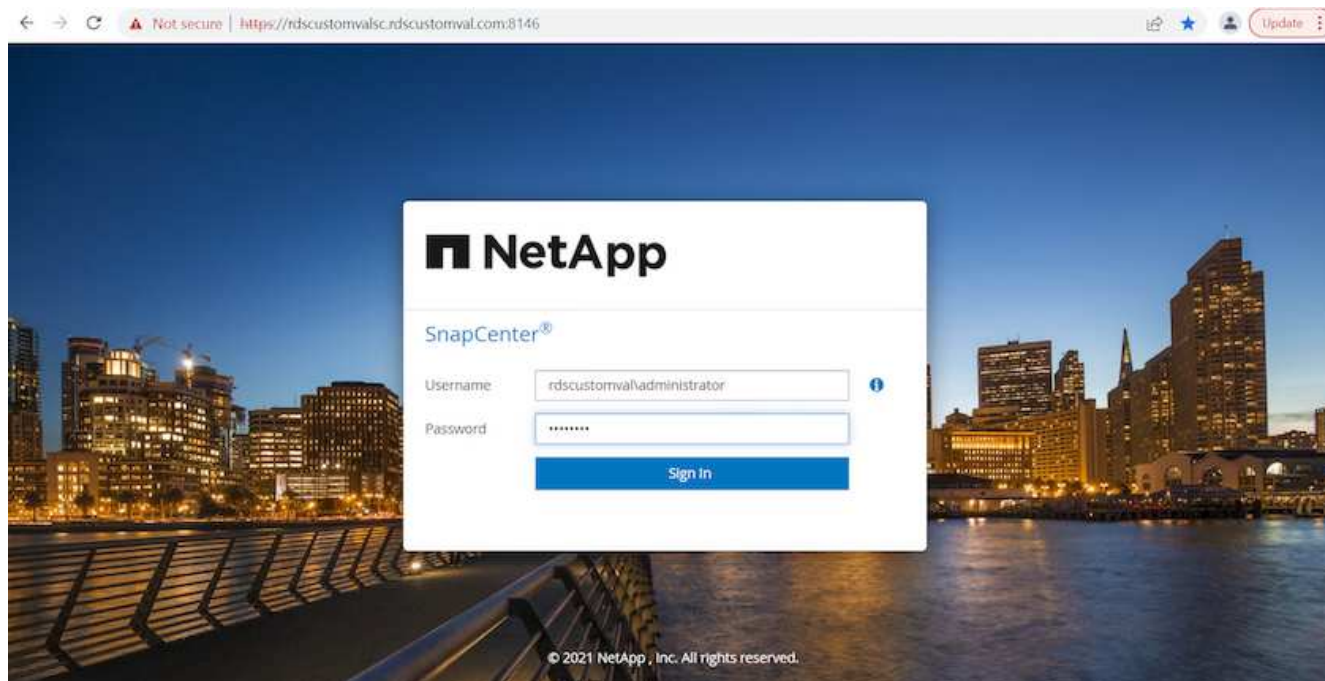 Not secure | https://rdscustomvalsc.rdscustomval.com:8146
Update
NetApp
SnapCenter®
Username rdscustomval\administrator
Password ••••••••
Sign In
© 2021 NetApp , Inc. All rights reserved.